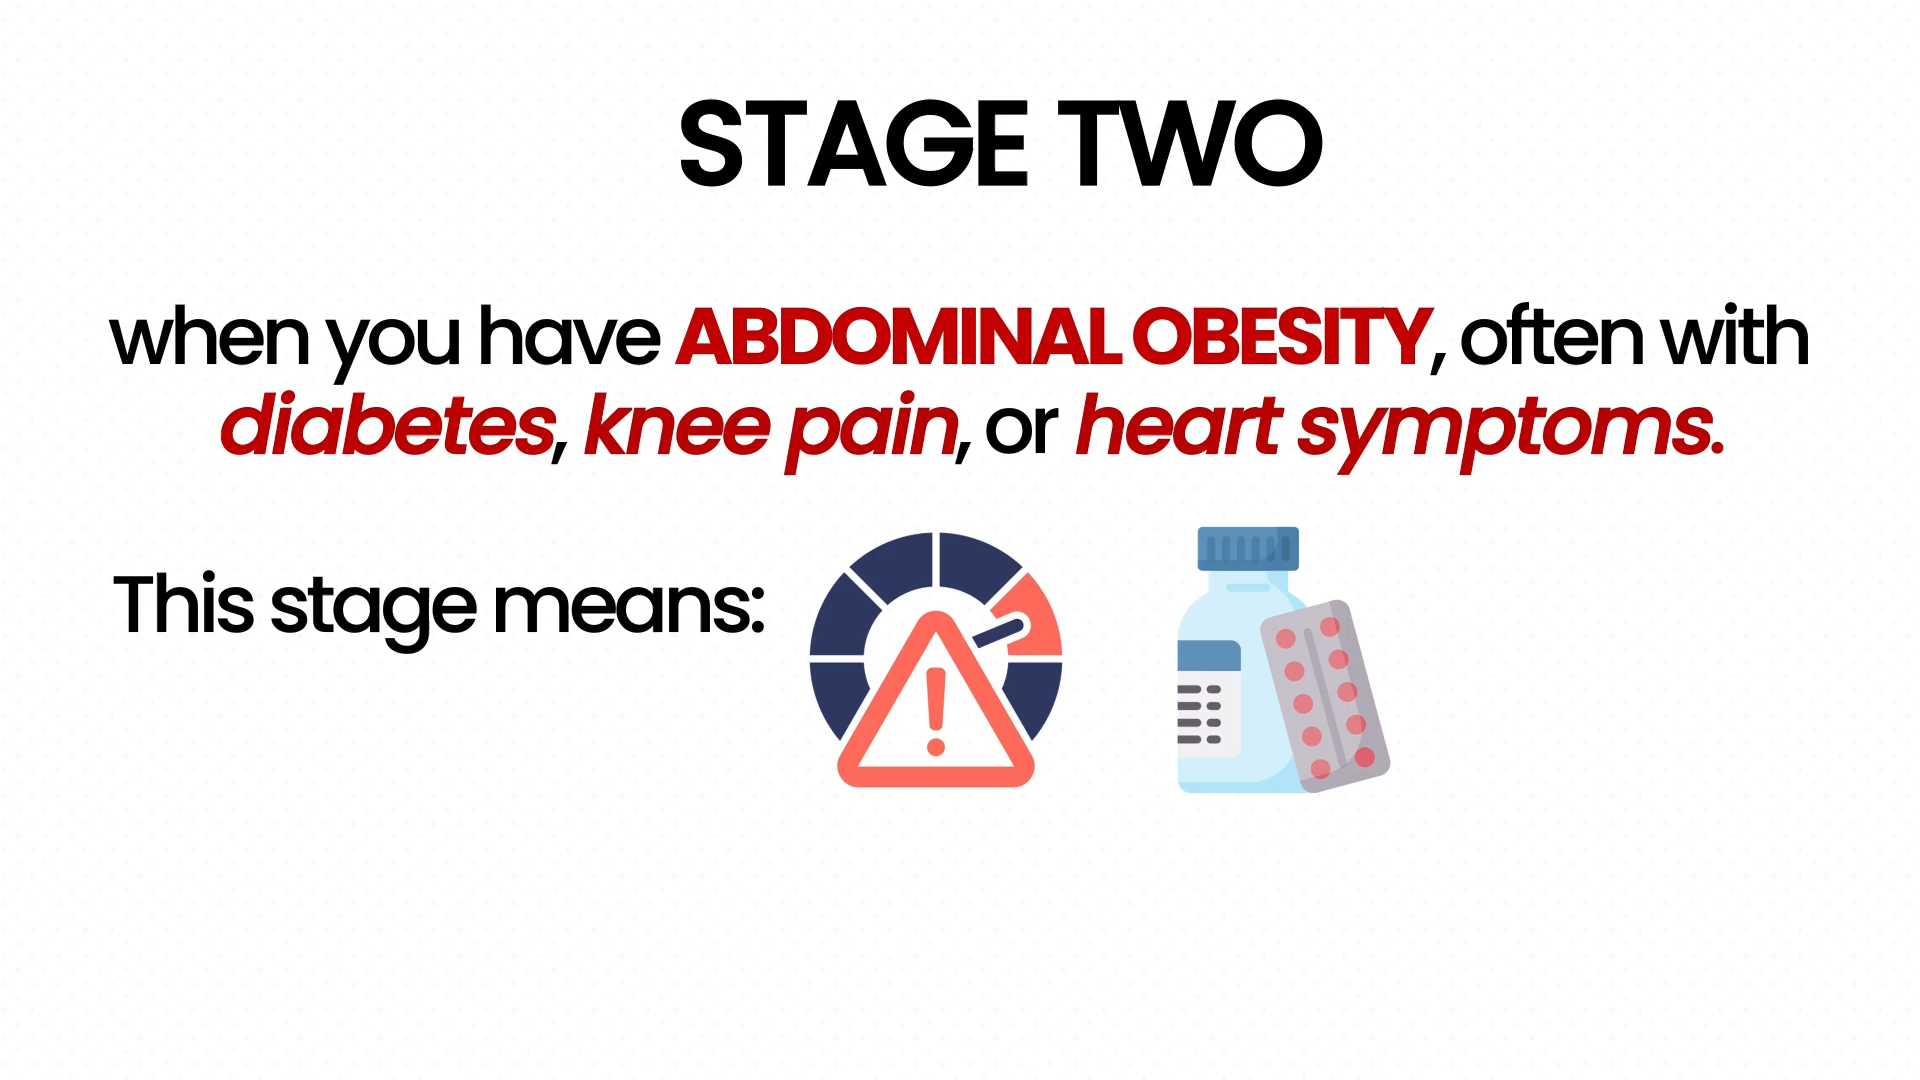 STAGE TWO
when you have ABDOMINAL OBESITY, often with
diabetes, knee pain, or heart symptoms.
This stage means: